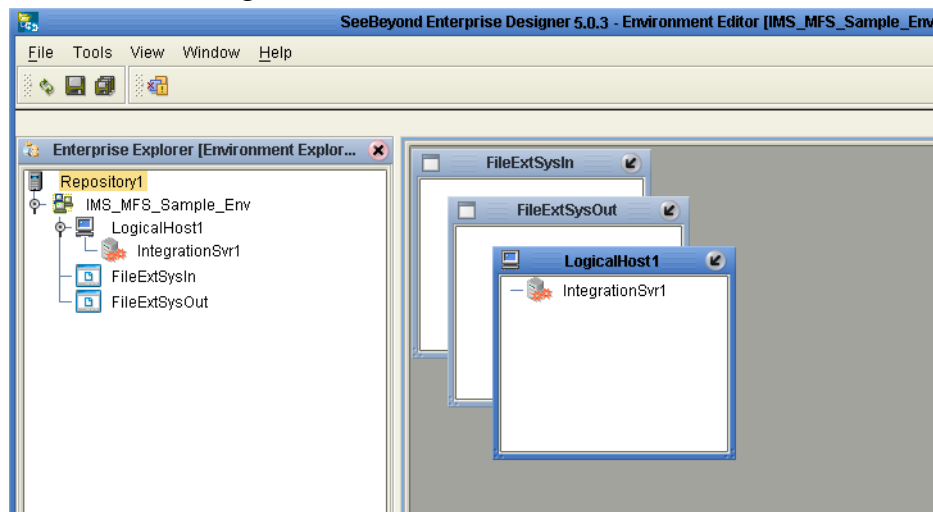 SeeBeyond Enterprise Designer 5.0.3 - Environment Editor [IMS_MFS_Sample_Env
File Tools View Window Help
Enterprise Explorer [Environment Explor...
Repository1
IMS_MFS_Sample_Env
LogicalHost1
IntegrationSvr1
FileExtSysIn
FileExtSysOut
FileExtSysIn
FileExtSysOut
LogicalHost1
IntegrationSvr1